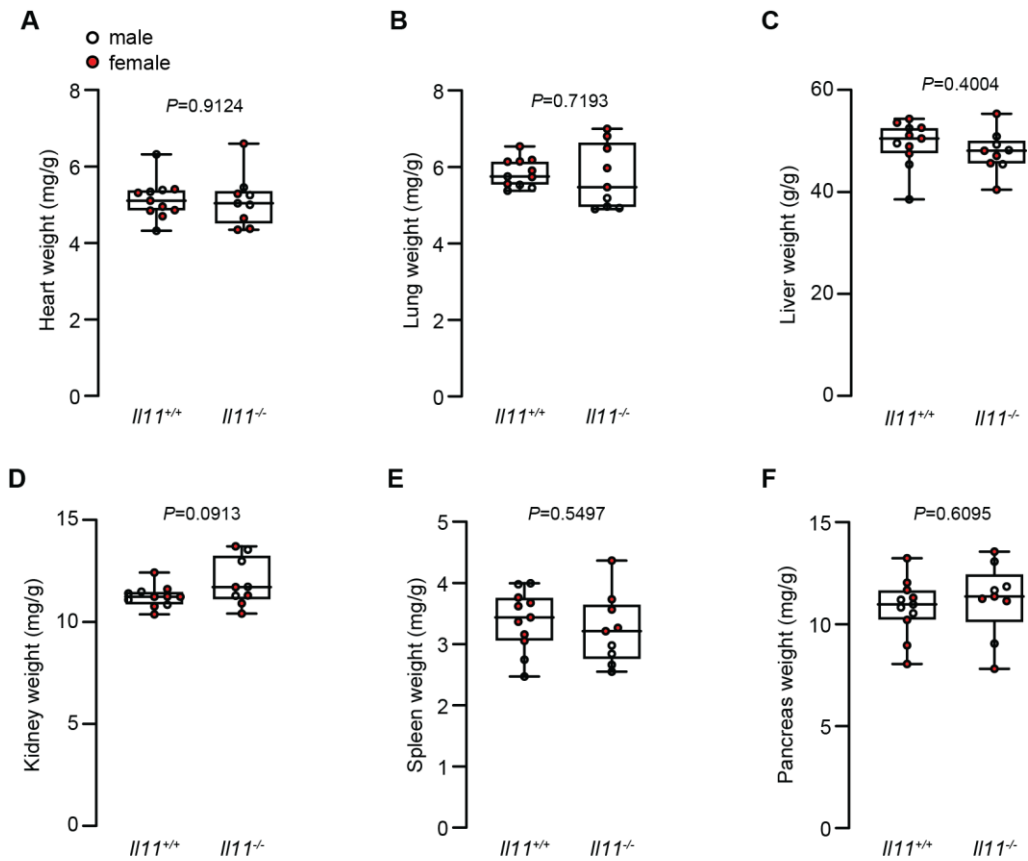 A
male
female
Heart weight (mg/g)
8
6
4
2
0
P=0.9124
Il11+/+
Il11-/-
B
Lung weight (mg/g)
8
6
4
2
0
P=0.7193
Il11+/+
Il11-/-
C
Liver weight (g/g)
60
40
20
0
P=0.4004
Il11+/+
Il11-/-
D
Kidney weight (mg/g)
15
10
5
0
P=0.0913
Il11+/+
Il11-/-
E
Spleen weight (mg/g)
5
4
3
2
1
0
P=0.5497
Il11+/+
Il11-/-
F
Pancreas weight (mg/g)
15
10
5
0
P=0.6095
Il11+/+
Il11-/-